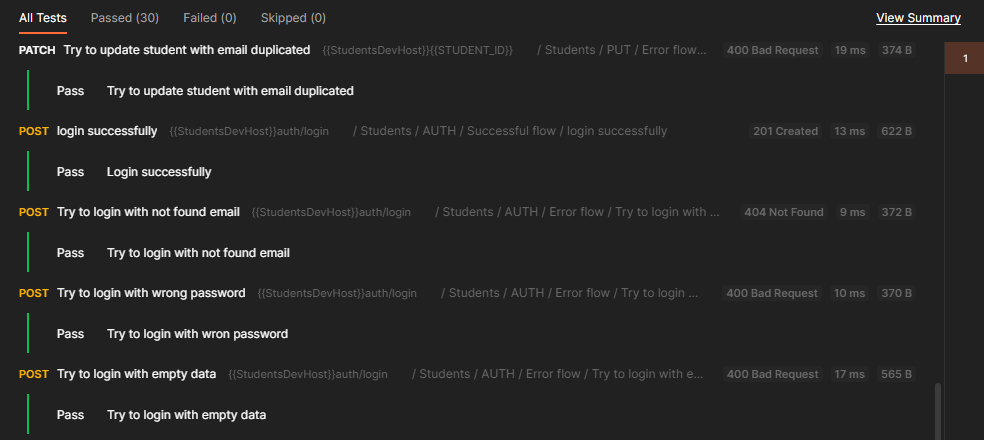 All Tests Passed (30) Failed (0) Skipped (0) View Summary
PATCH Try to update student with email duplicated {{StudentsDevHost}}{{STUDENT_ID}} / Students / PUT / Error flow... 400 Bad Request 19 ms 374 B
1
Pass Try to update student with email duplicated
POST login successfully {{StudentsDevHost}}auth/login / Students / AUTH / Successful flow / login successfully 201 Created 13 ms 622 B
Pass Login successfully
POST Try to login with not found email {{StudentsDevHost}}auth/login / Students / AUTH / Error flow / Try to login with ... 404 Not Found 9 ms 372 B
Pass Try to login with not found email
POST Try to login with wrong password {{StudentsDevHost}}auth/login / Students / AUTH / Error flow / Try to login ... 400 Bad Request 10 ms 370 B
Pass Try to login with wron password
POST Try to login with empty data {{StudentsDevHost}}auth/login / Students / AUTH / Error flow / Try to login with e... 400 Bad Request 17 ms 565 B
Pass Try to login with empty data